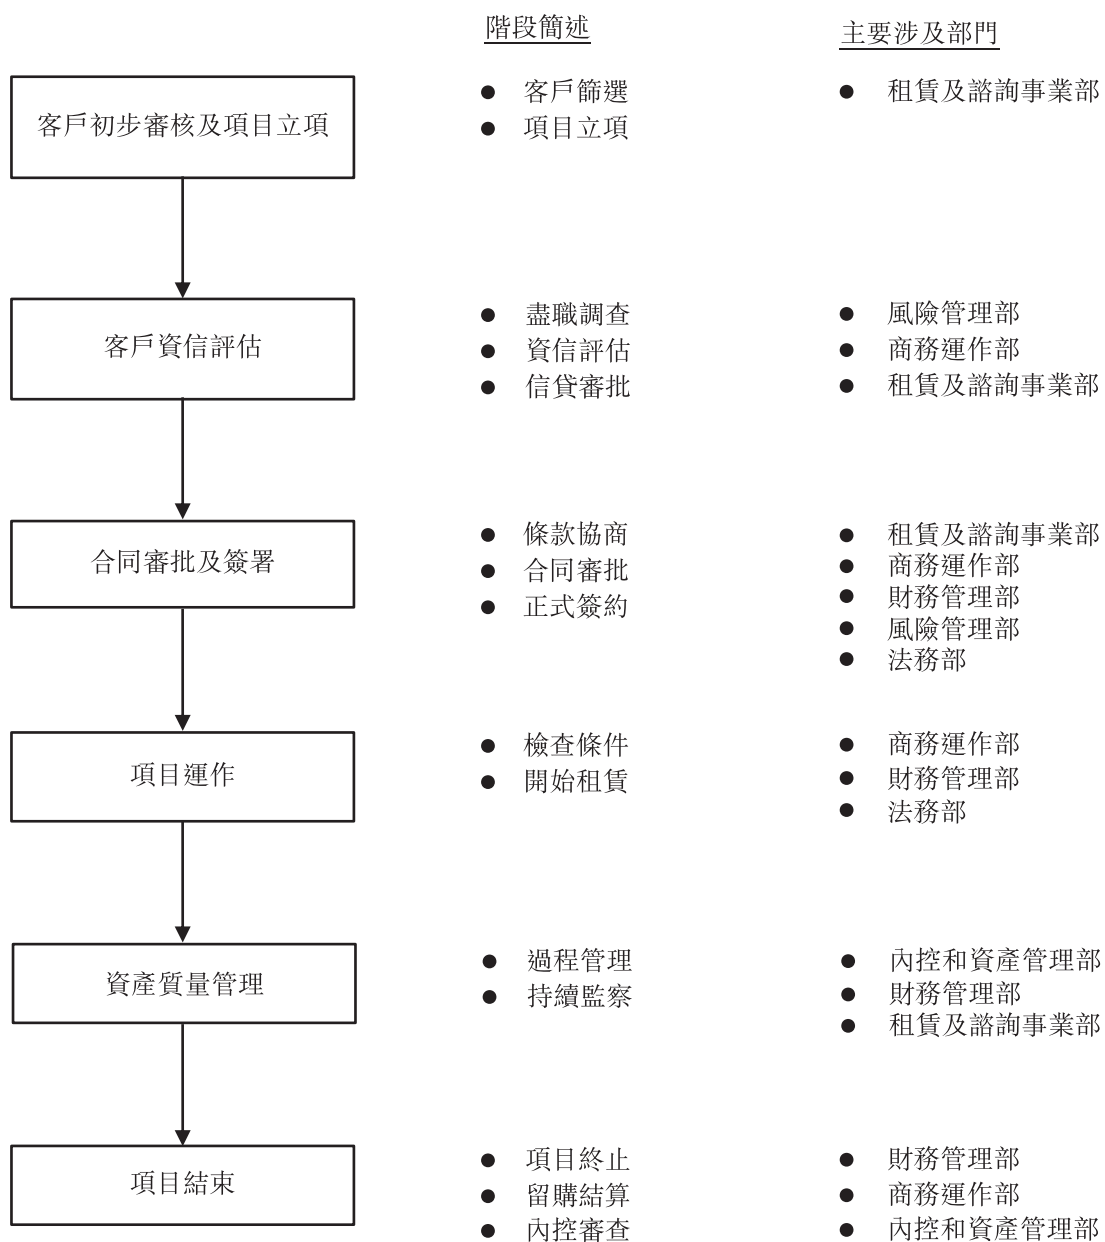 階段簡述
主要涉及部門
客戶初步審核及項目立項
● 客戶篩選
● 項目立項
● 租賃及諮詢事業部
客戶資信評估
● 盡職調查
● 資信評估
● 信貸審批
● 風險管理部
● 商務運作部
● 租賃及諮詢事業部
合同審批及簽署
● 條款協商
● 合同審批
● 正式簽約
● 租賃及諮詢事業部
● 商務運作部
● 財務管理部
● 風險管理部
● 法務部
項目運作
● 檢查條件
● 開始租賃
● 商務運作部
● 財務管理部
● 法務部
資產質量管理
● 過程管理
● 持續監察
● 內控和資產管理部
● 財務管理部
● 租賃及諮詢事業部
項目結束
● 項目終止
● 留購結算
● 內控審查
● 財務管理部
● 商務運作部
● 內控和資產管理部